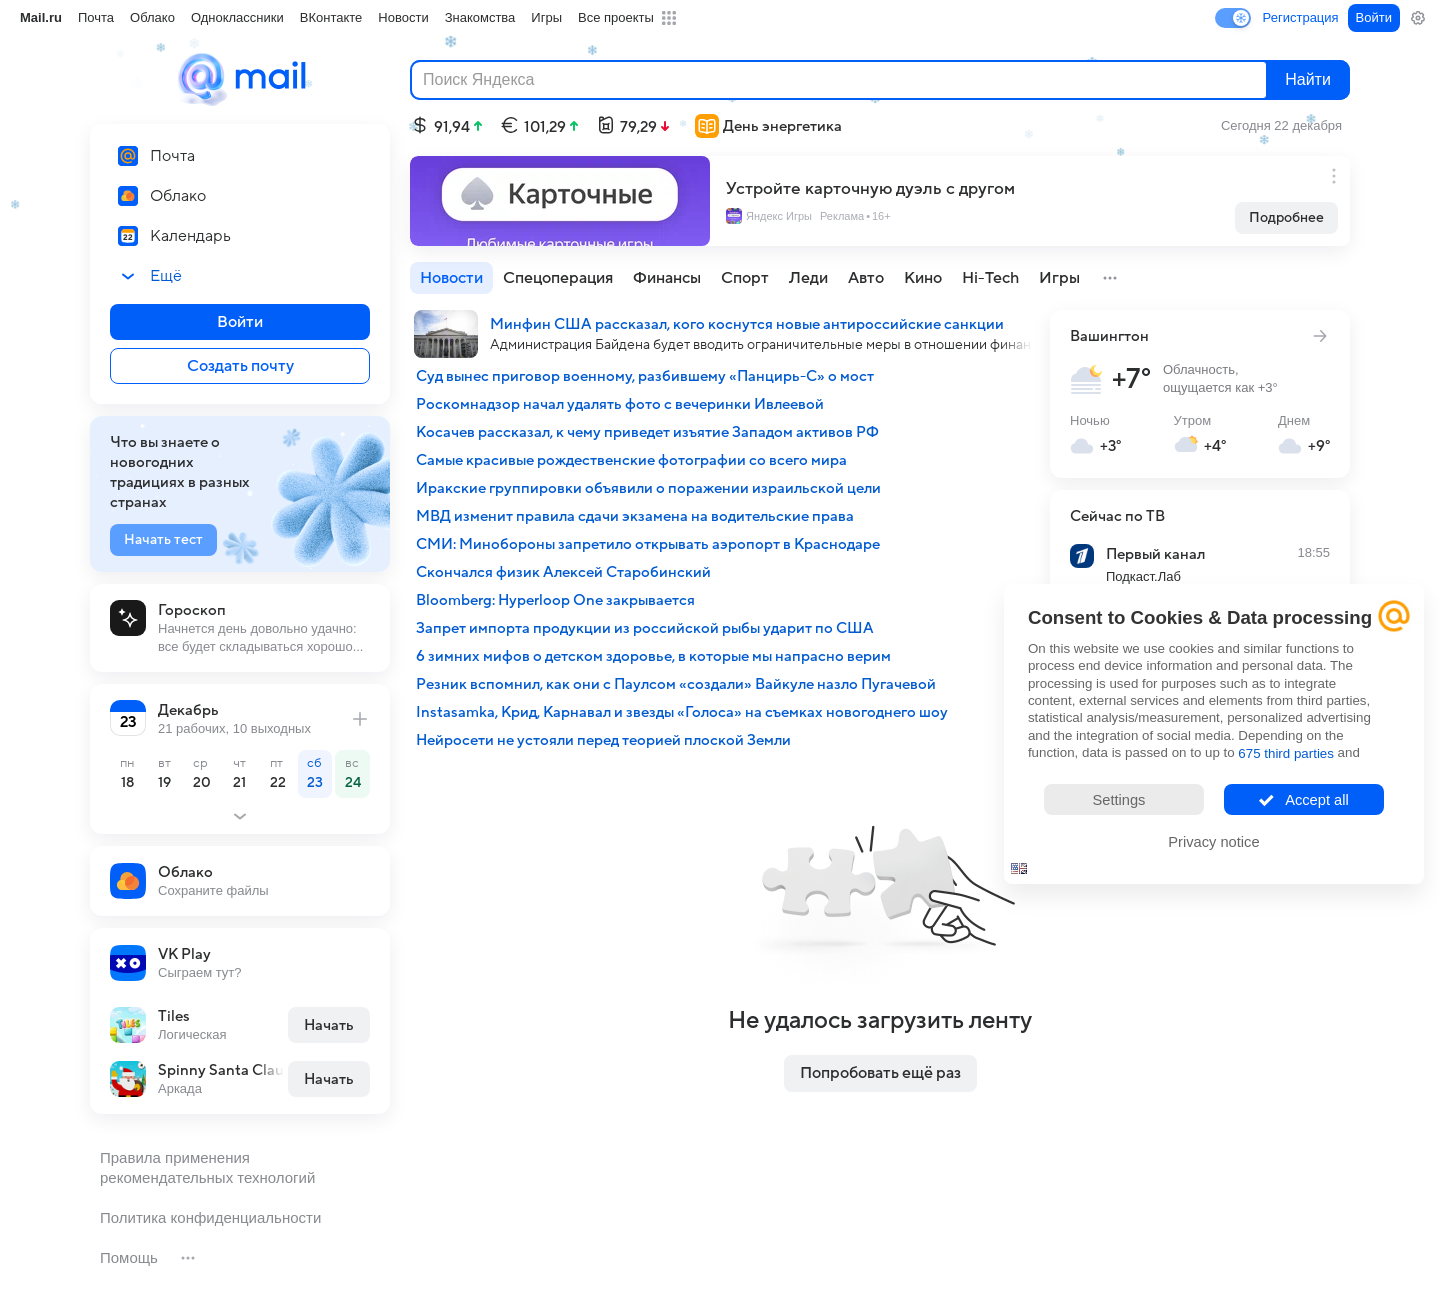 Mail.ru Почта Облако Одноклассники ВКонтакте Новости Знакомства Игры Все проекты
Регистрация Войти
mail
Поиск Яндекса
Найти
91,94 101,29 79,29 День энергетика
Сегодня 22 декабря
Почта
Облако
22 Календарь
Ещё
Войти
Создать почту
Карточные
Любимые карточные игры
Устройте карточную дуэль с другом
Яндекс Игры Реклама • 16+
Подробнее
Новости Спецоперация Финансы Спорт Леди Авто Кино Hi-Tech Игры
Минфин США рассказал, кого коснутся новые антироссийские санкции
Администрация Байдена будет вводить ограничительные меры в отношении финан
Суд вынес приговор военному, разбившему «Панцирь-С» о мост
Роскомнадзор начал удалять фото с вечеринки Ивлеевой
Косачев рассказал, к чему приведет изъятие Западом активов РФ
Самые красивые рождественские фотографии со всего мира
Иракские группировки объявили о поражении израильской цели
МВД изменит правила сдачи экзамена на водительские права
СМИ: Минобороны запретило открывать аэропорт в Краснодаре
Скончался физик Алексей Старобинский
Bloomberg: Hyperloop One закрывается
Запрет импорта продукции из российской рыбы ударит по США
6 зимних мифов о детском здоровье, в которые мы напрасно верим
Резник вспомнил, как они с Паулсом «создали» Вайкуле назло Пугачевой
Instasamka, Крид, Карнавал и звезды «Голоса» на съемках новогоднего шоу
Нейросети не устояли перед теорией плоской Земли
Вашингтон
+7°
Облачность,
ощущается как +3°
Ночью Утром Днем
+3° +4° +9°
Сейчас по ТВ
Первый канал 18:55
Подкаст.Лаб
Что вы знаете о
новогодних
традициях в разных
странах
Начать тест
Гороскоп
Начнется день довольно удачно:
все будет складываться хорошо...
23
Декабрь
21 рабочих, 10 выходных
пн вт ср чт пт сб вс
18 19 20 21 22 23 24
Облако
Сохраните файлы
VK Play
Сыграем тут?
TILES
Tiles
Логическая
Начать
Spinny Santa Clau
Аркада
Начать
Consent to Cookies & Data processing
On this website we use cookies and similar functions to
process end device information and personal data. The
processing is used for purposes such as to integrate
content, external services and elements from third parties,
statistical analysis/measurement, personalized advertising
and the integration of social media. Depending on the
function, data is passed on to up to 675 third parties and
Settings
Accept all
Privacy notice
Не удалось загрузить ленту
Попробовать ещё раз
Правила применения
рекомендательных технологий
Политика конфиденциальности
Помощь